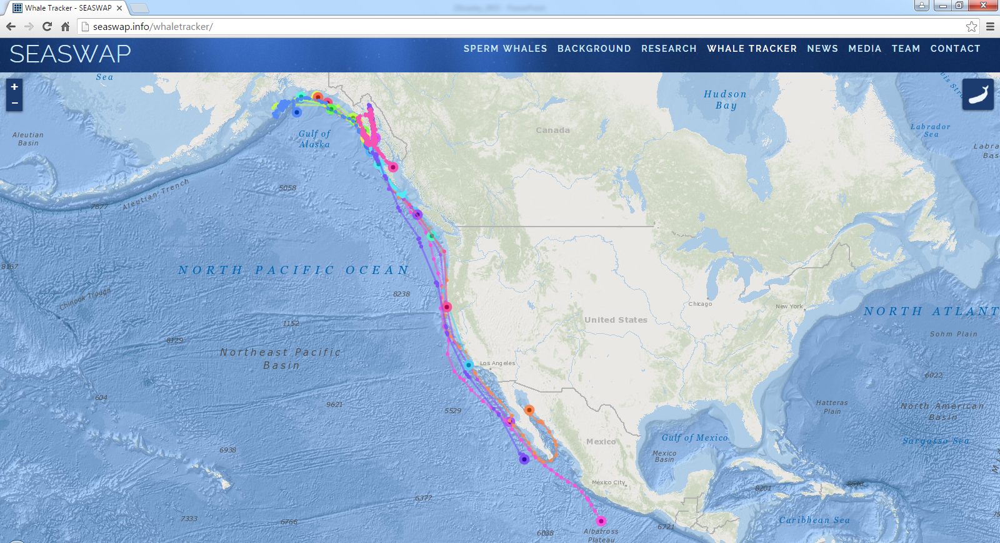 Whale Tracker - SEASWAP
seaswap.info/whaletracker/
SEASWAP
SPERM WHALES BACKGROUND RESEARCH WHALE TRACKER NEWS MEDIA TEAM CONTACT
+
−
Sea
Hudson
Bay
Aleutian
Basin
Gulf of
Alaska
Canada
Labrador
Sea
Aleutian Trench
5058
7877
NORTH PACIFIC OCEAN
8167
Chinook Trough
8238
Chicago
New York
NORTH ATLANT
United States
1152
8129
Sohm Plain
Northeast Pacific
Basin
Los Angeles
6022
604
9621
5529
Hatteras
Plain
North American
Basin
Sargasso Sea
6938
Mexico
Gulf of Mexico
Mexico
Basin
México City
8201
6377
7333
6766
6038
Albatross
Plateau
6721
Caribbean Sea